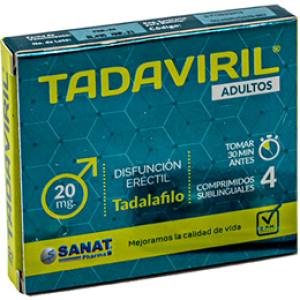 Código:
TADAVIRIL®
ADULTOS
20 mg.
DISFUNCIÓN
ERÉCTIL
Tadalafilo
TOMAR
30 MIN
ANTES
COMPRIMIDOS
SUBLINGUALES
4
SANAT
Pharma
Mejoramos la calidad de vida